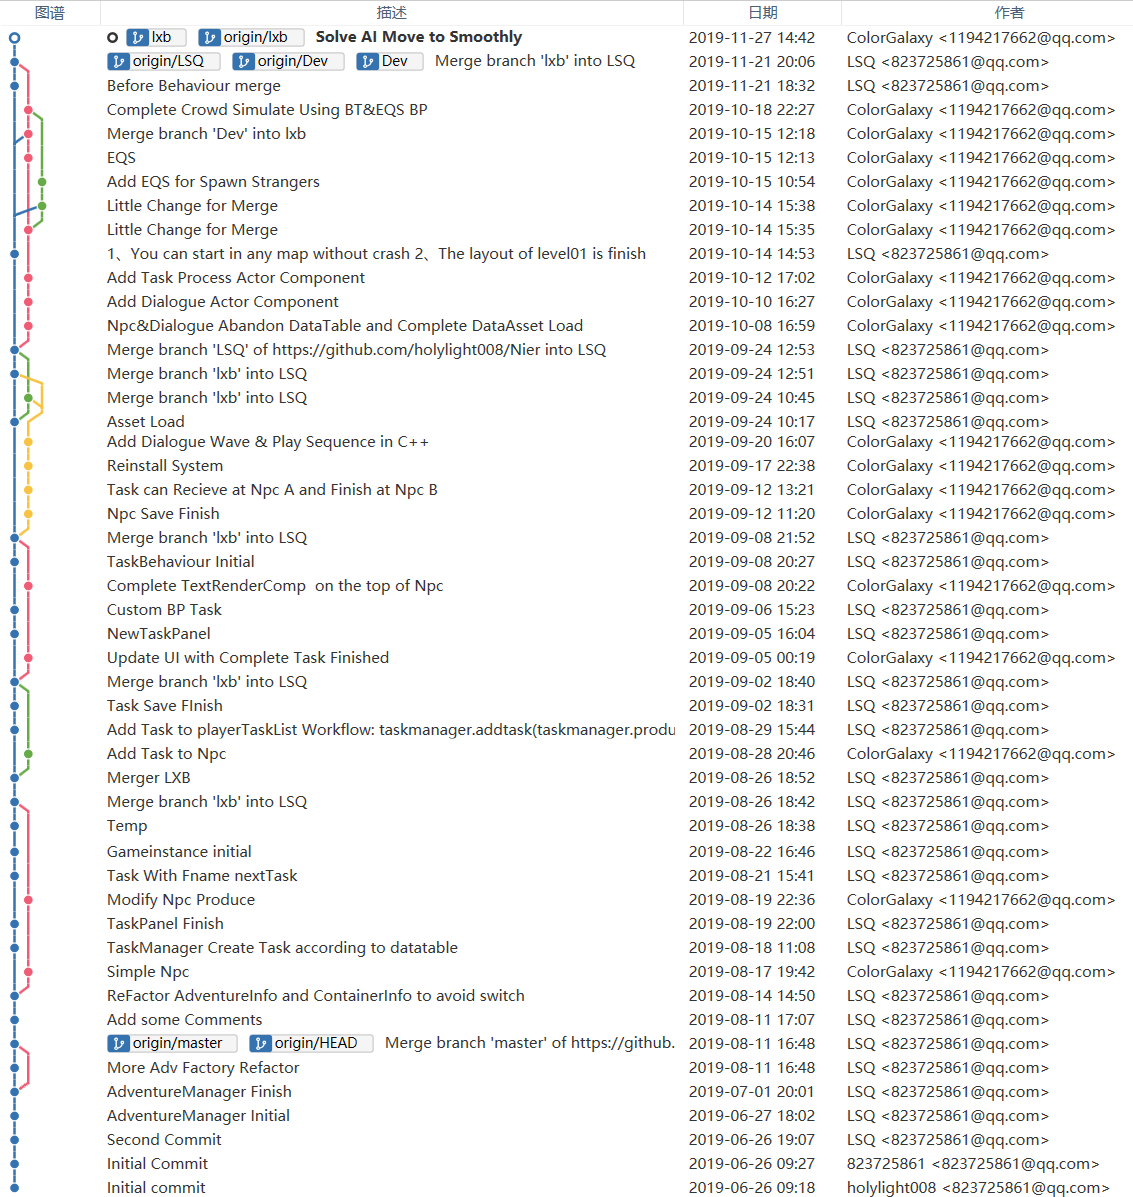 图谱 描述 日期 作者
lxb origin/lxb Solve AI Move to Smoothly 2019-11-27 14:42 ColorGalaxy <1194217662@qq.com>
origin/LSQ origin/Dev Dev Merge branch 'lxb' into LSQ 2019-11-21 20:06 LSQ <823725861@qq.com>
Before Behaviour merge 2019-11-21 18:32 LSQ <823725861@qq.com>
Complete Crowd Simulate Using BT&EQS BP 2019-10-18 22:27 ColorGalaxy <1194217662@qq.com>
Merge branch 'Dev' into lxb 2019-10-15 12:18 ColorGalaxy <1194217662@qq.com>
EQS 2019-10-15 12:13 ColorGalaxy <1194217662@qq.com>
Add EQS for Spawn Strangers 2019-10-15 10:54 ColorGalaxy <1194217662@qq.com>
Little Change for Merge 2019-10-14 15:38 ColorGalaxy <1194217662@qq.com>
Little Change for Merge 2019-10-14 15:35 ColorGalaxy <1194217662@qq.com>
1、You can start in any map without crash 2、The layout of level01 is finish 2019-10-14 14:53 LSQ <823725861@qq.com>
Add Task Process Actor Component 2019-10-12 17:02 ColorGalaxy <1194217662@qq.com>
Add Dialogue Actor Component 2019-10-10 16:27 ColorGalaxy <1194217662@qq.com>
Npc&Dialogue Abandon DataTable and Complete DataAsset Load 2019-10-08 16:59 ColorGalaxy <1194217662@qq.com>
Merge branch 'LSQ' of https://github.com/holylight008/Nier into LSQ 2019-09-24 12:53 LSQ <823725861@qq.com>
Merge branch 'lxb' into LSQ 2019-09-24 12:51 LSQ <823725861@qq.com>
Merge branch 'lxb' into LSQ 2019-09-24 10:45 LSQ <823725861@qq.com>
Asset Load 2019-09-24 10:17 LSQ <823725861@qq.com>
Add Dialogue Wave & Play Sequence in C++ 2019-09-20 16:07 ColorGalaxy <1194217662@qq.com>
Reinstall System 2019-09-17 22:38 ColorGalaxy <1194217662@qq.com>
Task can Recieve at Npc A and Finish at Npc B 2019-09-12 13:21 ColorGalaxy <1194217662@qq.com>
Npc Save Finish 2019-09-12 11:20 ColorGalaxy <1194217662@qq.com>
Merge branch 'lxb' into LSQ 2019-09-08 21:52 LSQ <823725861@qq.com>
TaskBehaviour Initial 2019-09-08 20:27 LSQ <823725861@qq.com>
Complete TextRenderComp  on the top of Npc 2019-09-08 20:22 ColorGalaxy <1194217662@qq.com>
Custom BP Task 2019-09-06 15:23 LSQ <823725861@qq.com>
NewTaskPanel 2019-09-05 16:04 LSQ <823725861@qq.com>
Update UI with Complete Task Finished 2019-09-05 00:19 ColorGalaxy <1194217662@qq.com>
Merge branch 'lxb' into LSQ 2019-09-02 18:40 LSQ <823725861@qq.com>
Task Save FInish 2019-09-02 18:31 LSQ <823725861@qq.com>
Add Task to playerTaskList Workflow: taskmanager.addtask(taskmanager.produ 2019-08-29 15:44 LSQ <823725861@qq.com>
Add Task to Npc 2019-08-28 20:46 ColorGalaxy <1194217662@qq.com>
Merger LXB 2019-08-26 18:52 LSQ <823725861@qq.com>
Merge branch 'lxb' into LSQ 2019-08-26 18:42 LSQ <823725861@qq.com>
Temp 2019-08-26 18:38 LSQ <823725861@qq.com>
Gameinstance initial 2019-08-22 16:46 LSQ <823725861@qq.com>
Task With Fname nextTask 2019-08-21 15:41 LSQ <823725861@qq.com>
Modify Npc Produce 2019-08-19 22:36 ColorGalaxy <1194217662@qq.com>
TaskPanel Finish 2019-08-19 22:00 LSQ <823725861@qq.com>
TaskManager Create Task according to datatable 2019-08-18 11:08 LSQ <823725861@qq.com>
Simple Npc 2019-08-17 19:42 ColorGalaxy <1194217662@qq.com>
ReFactor AdventureInfo and ContainerInfo to avoid switch 2019-08-14 14:50 LSQ <823725861@qq.com>
Add some Comments 2019-08-11 17:07 LSQ <823725861@qq.com>
origin/master origin/HEAD Merge branch 'master' of https://github. 2019-08-11 16:48 LSQ <823725861@qq.com>
More Adv Factory Refactor 2019-08-11 16:48 LSQ <823725861@qq.com>
AdventureManager Finish 2019-07-01 20:01 LSQ <823725861@qq.com>
AdventureManager Initial 2019-06-27 18:02 LSQ <823725861@qq.com>
Second Commit 2019-06-26 19:07 LSQ <823725861@qq.com>
Initial Commit 2019-06-26 09:27 823725861 <823725861@qq.com>
Initial commit 2019-06-26 09:18 holylight008 <823725861@qq.com>